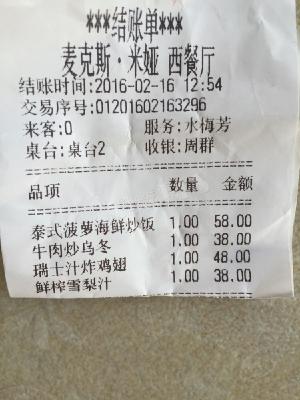 ***结账单***
麦克斯·米娅 西餐厅
结账时间:2016-02-16 12:54
交易序号:01201602163296
来客:0 服务:水梅芳
桌台:桌台2 收银:周群
品项 数量 金额
泰式菠萝海鲜炒饭 1.00 58.00
牛肉炒乌冬 1.00 38.00
瑞士汁炸鸡翅 1.00 48.00
鲜榨雪梨汁 1.00 38.00